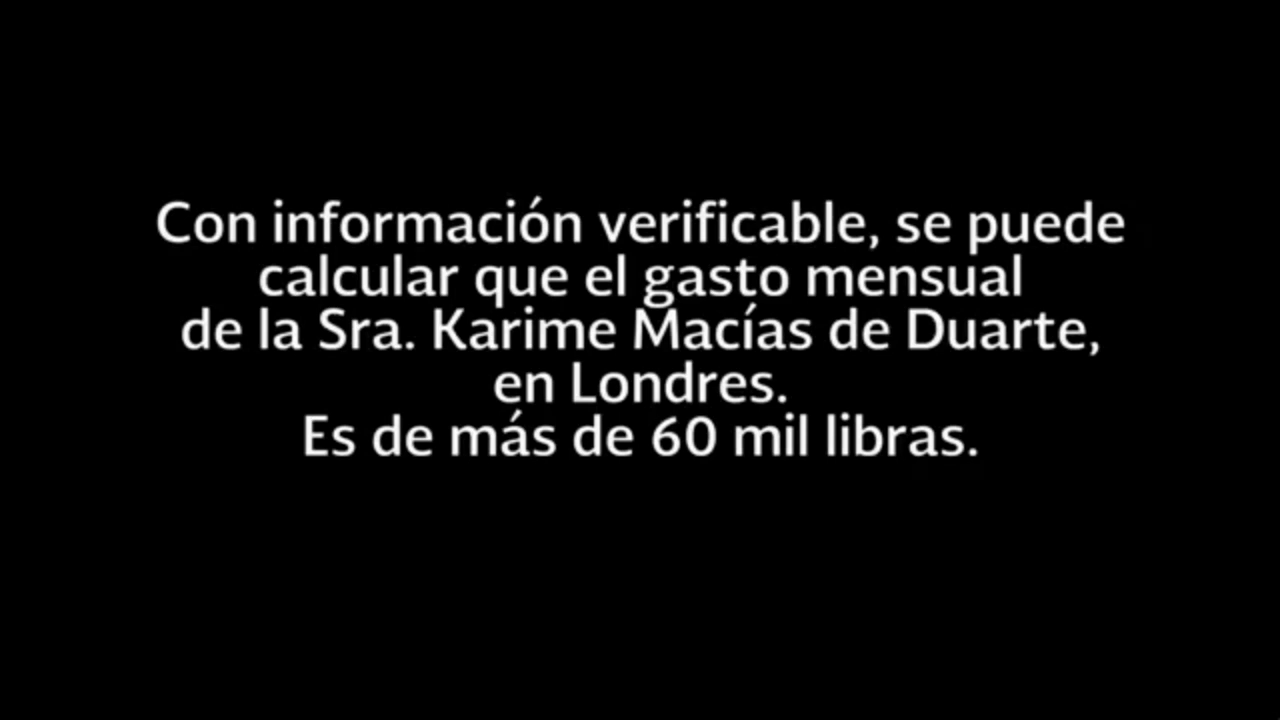 Con información verificable, se puede
calcular que el gasto mensual
de la Sra. Karime Macías de Duarte,
en Londres.
Es de más de 60 mil libras.